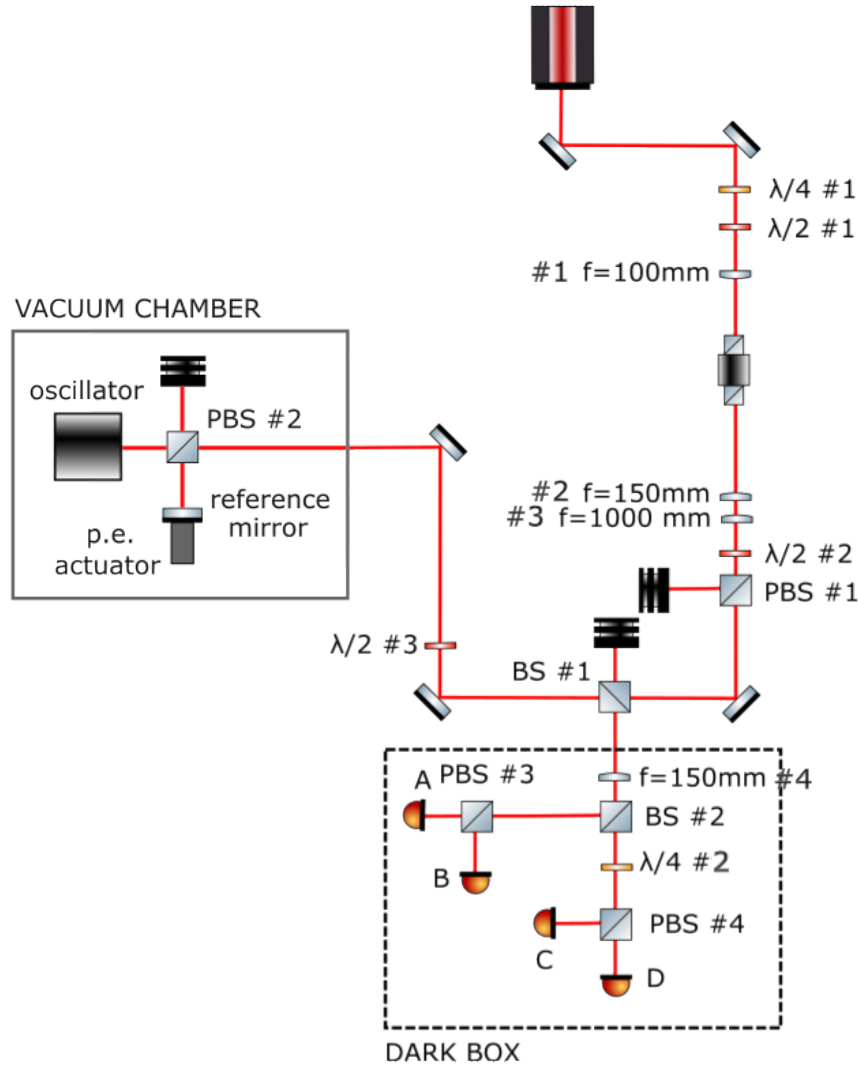 λ/4 #1
λ/2 #1
#1 f=100mm
VACUUM CHAMBER
oscillator
PBS #2
reference
mirror
p.e.
actuator
#2 f=150mm
#3 f=1000 mm
λ/2 #2
PBS #1
λ/2 #3
BS #1
A
PBS #3
f=150mm #4
BS #2
B
λ/4 #2
PBS #4
C
D
DARK BOX